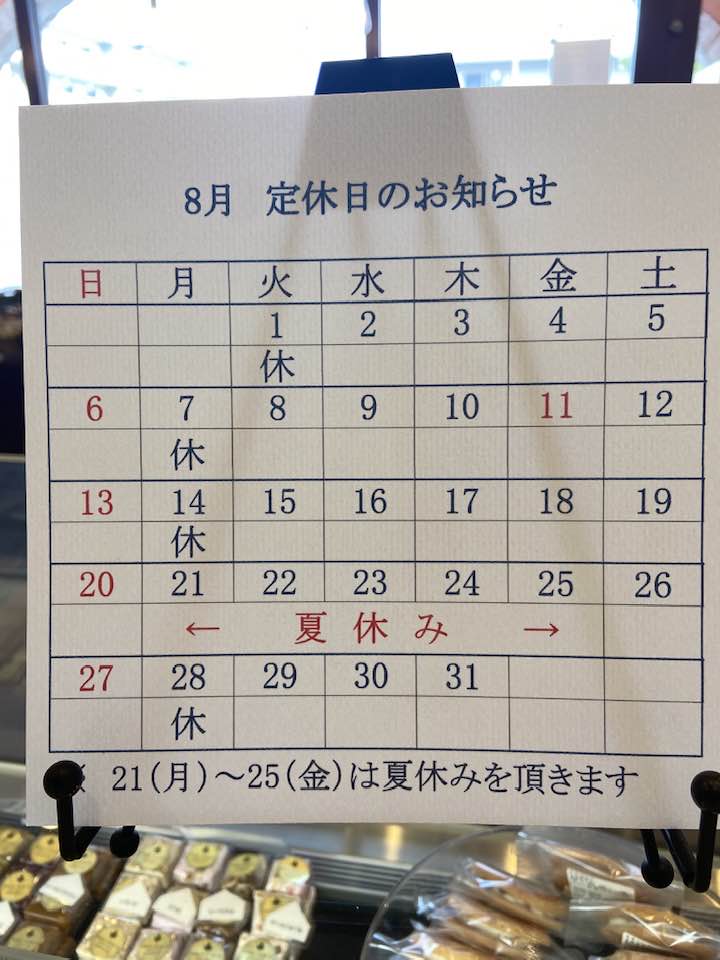 8月 定休日のお知らせ
日 月 火 水 木 金 土
1 2 3 4 5
休
6 7 8 9 10 11 12
休
13 14 15 16 17 18 19
休
20 21 22 23 24 25 26
← 夏休み →
27 28 29 30 31
休
※ 21(月)～25(金)は夏休みを頂きます